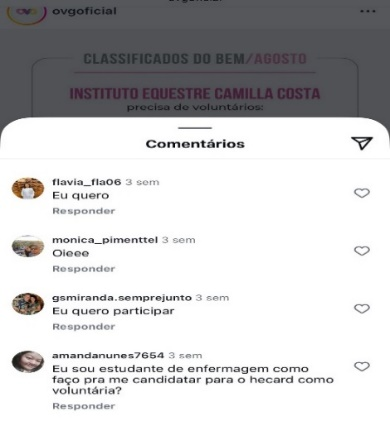 ovgoficial
CLASSIFICADOS DO BEM/AGOSTO
INSTITUTO EQUESTRE CAMILLA COSTA
precisa de voluntários:
Comentários
flavia_fla06 3 sem
Eu quero
Responder
monica_pimenttel 3 sem
Oieee
Responder
gsmiranda.semprejunto 3 sem
Eu quero participar
Responder
amandanunes7654 3 sem
Eu sou estudante de enfermagem como
faço pra me candidatar para o hecard como
voluntária?
Responder